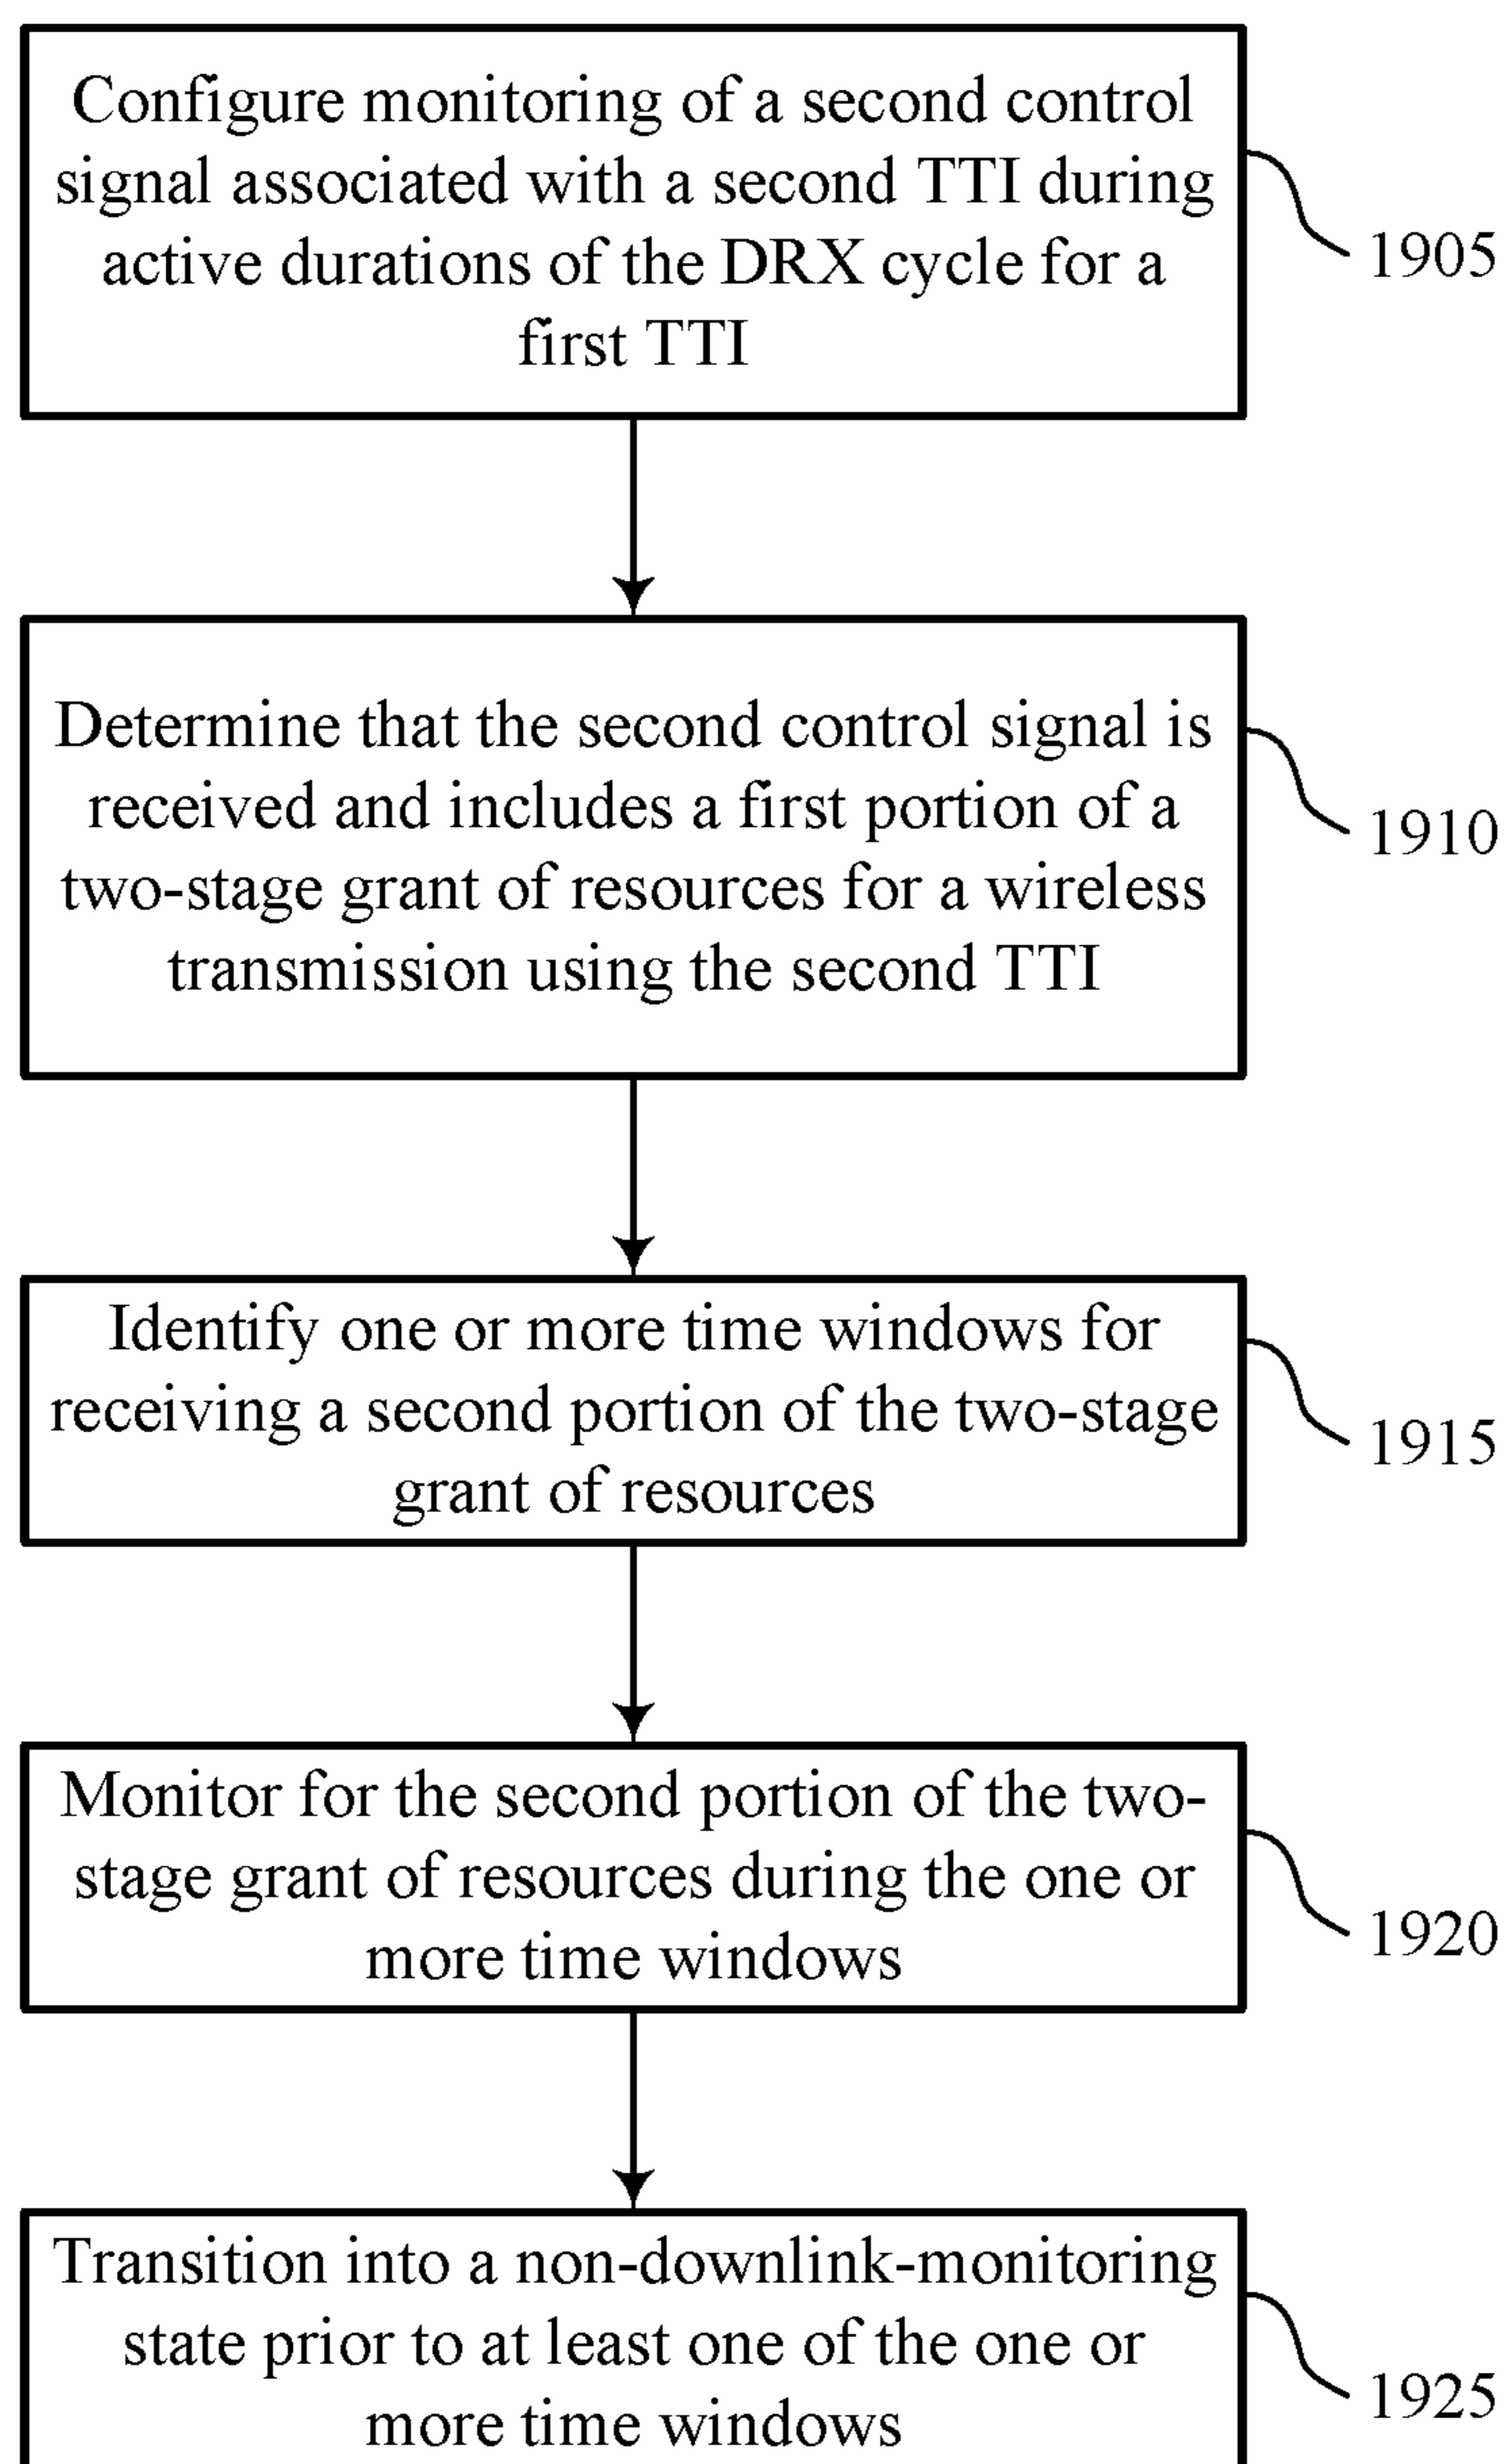 Configure monitoring of a second control
signal associated with a second TTI during
active durations of the DRX cycle for a
first TTI
1905
Determine that the second control signal is
received and includes a first portion of a
two-stage grant of resources for a wireless
transmission using the second TTI
1910
Identify one or more time windows for
receiving a second portion of the two-stage
grant of resources
1915
Monitor for the second portion of the two-
stage grant of resources during the one or
more time windows
1920
Transition into a non-downlink-monitoring
state prior to at least one of the one or
more time windows
1925